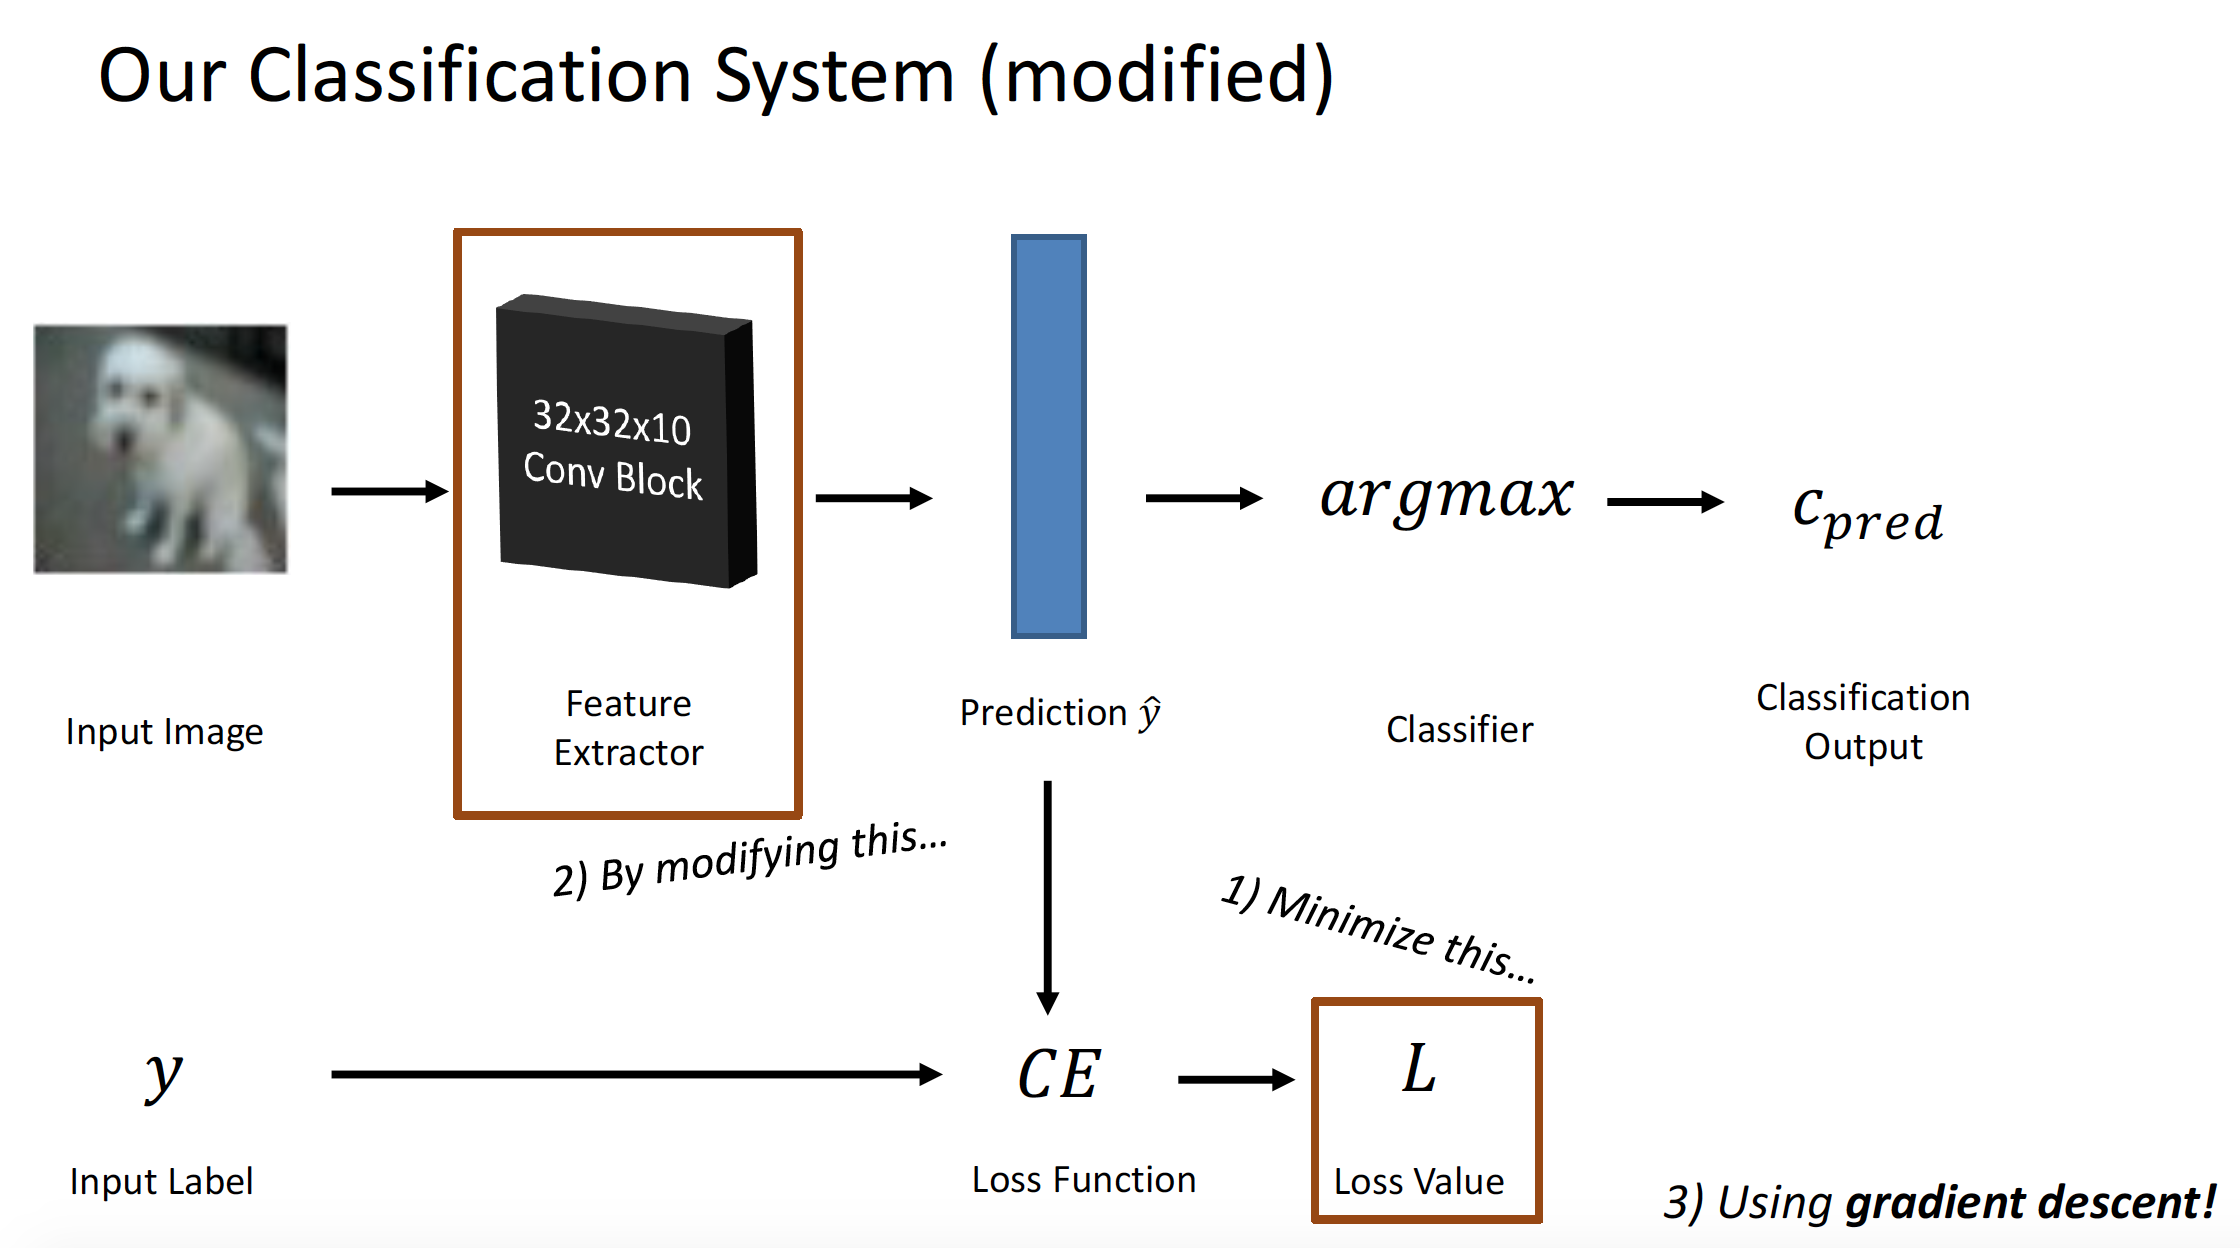 Our Classification System (modified)
32x32x10
Conv Block
argmax
c_pred
Input Image
Feature
Extractor
Prediction ŷ
Classifier
Classification
Output
2) By modifying this...
1) Minimize this...
y
CE
L
Input Label
Loss Function
Loss Value
3) Using gradient descent!